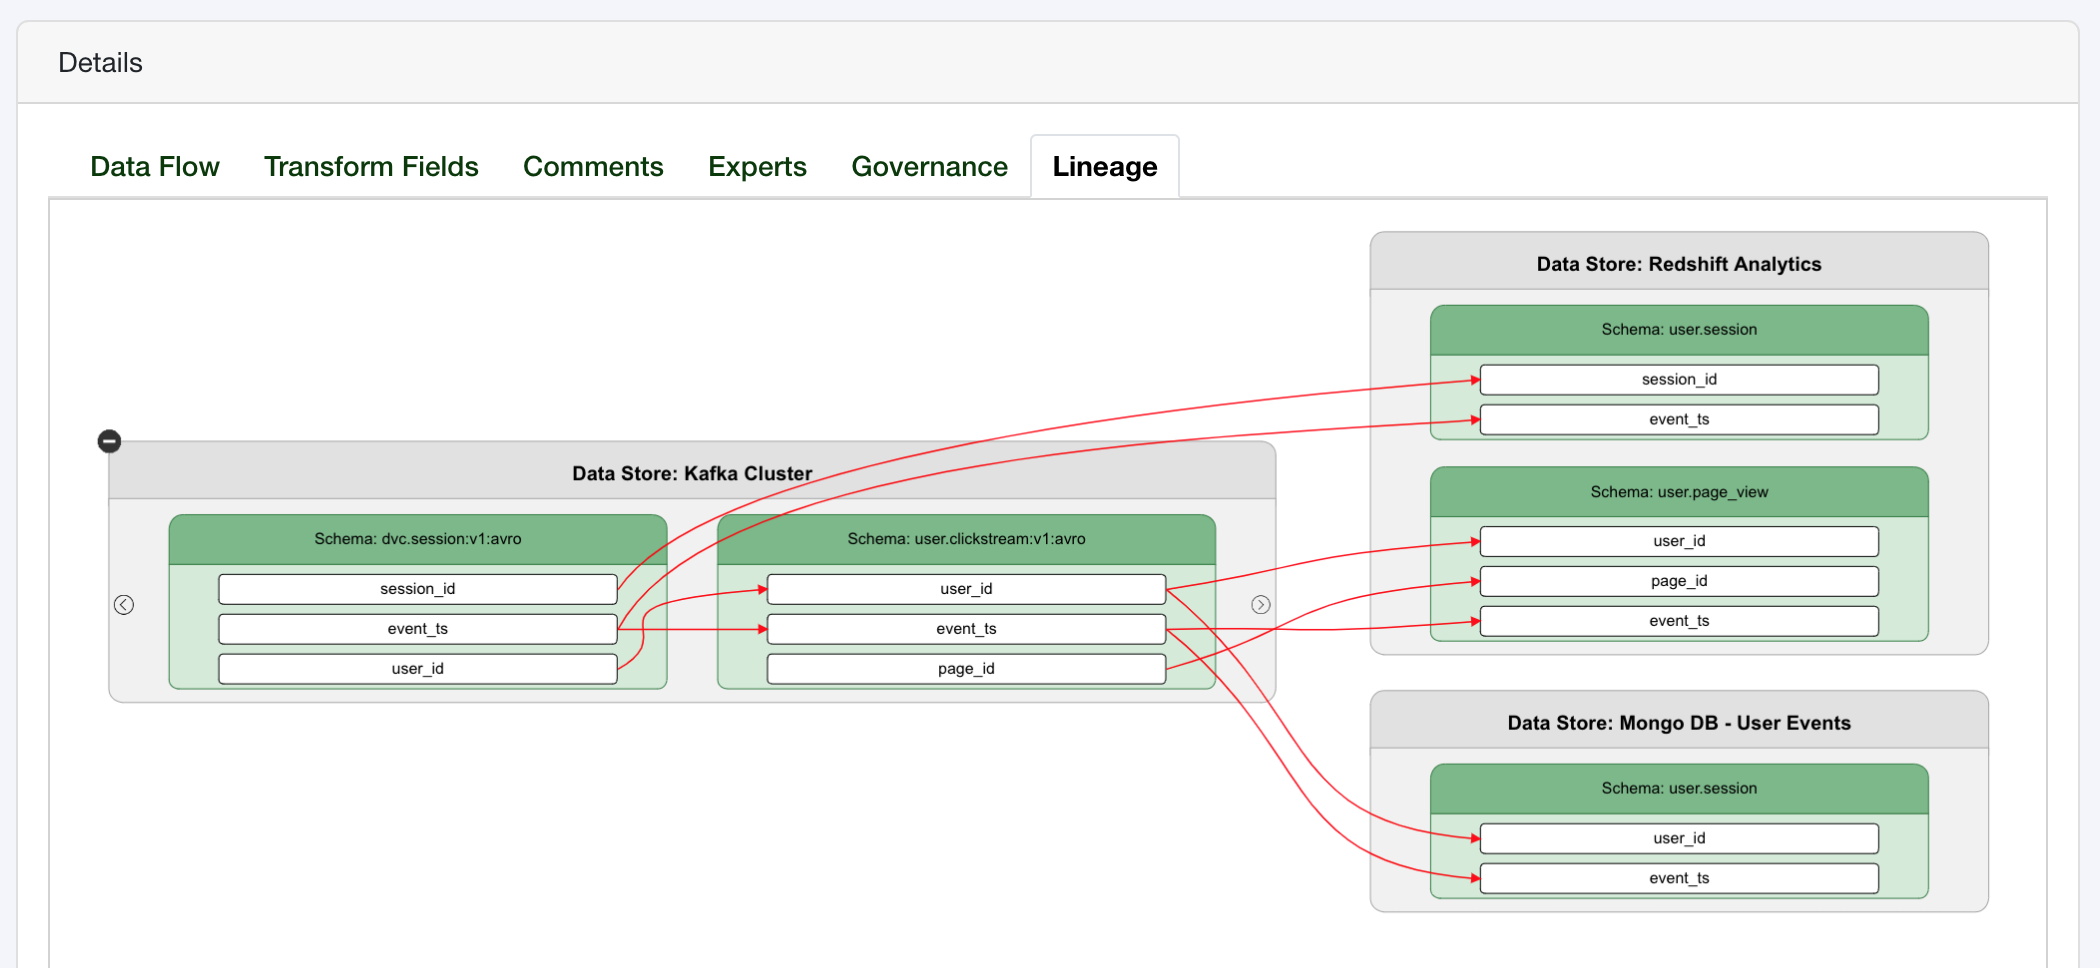 Details
Data Flow Transform Fields Comments Experts Governance Lineage
Data Store: Kafka Cluster
Schema: dvc.session:v1:avro
session_id
event_ts
user_id
Schema: user.clickstream:v1:avro
user_id
event_ts
page_id
Data Store: Redshift Analytics
Schema: user.session
session_id
event_ts
Schema: user.page_view
user_id
page_id
event_ts
Data Store: Mongo DB - User Events
Schema: user.session
user_id
event_ts